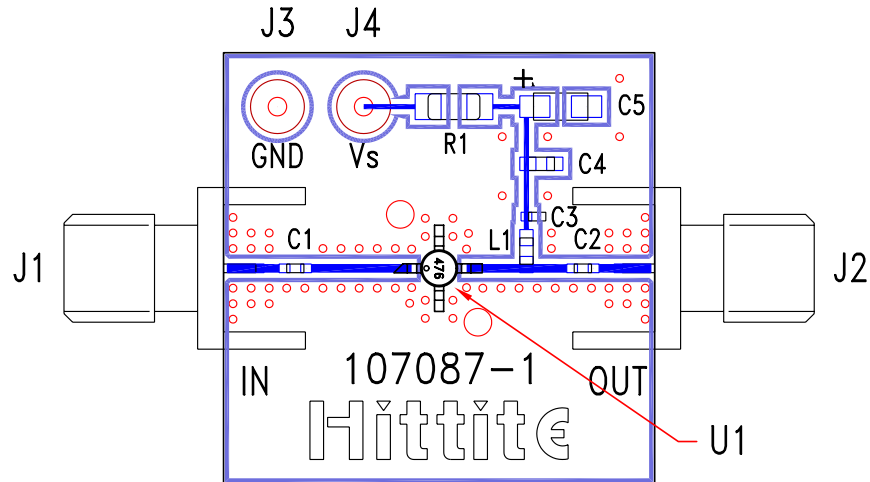 J3 J4
+
C5
R1
GND Vs
C4
C3
C1 L1 C2
J1 476 J2
107087-1
IN OUT
Hittite
U1